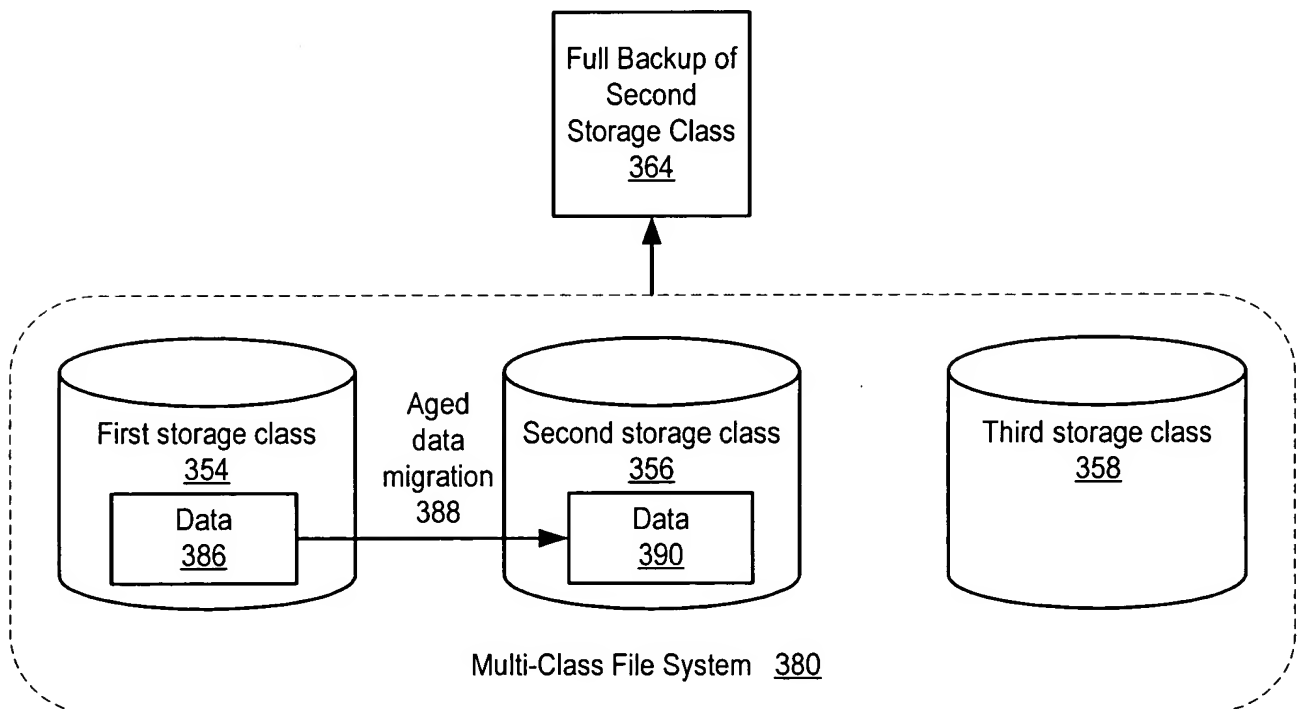 Full Backup of
Second
Storage Class
364
First storage class
354
Data
386
Aged
data
migration
388
Second storage class
356
Data
390
Third storage class
358
Multi-Class File System 380